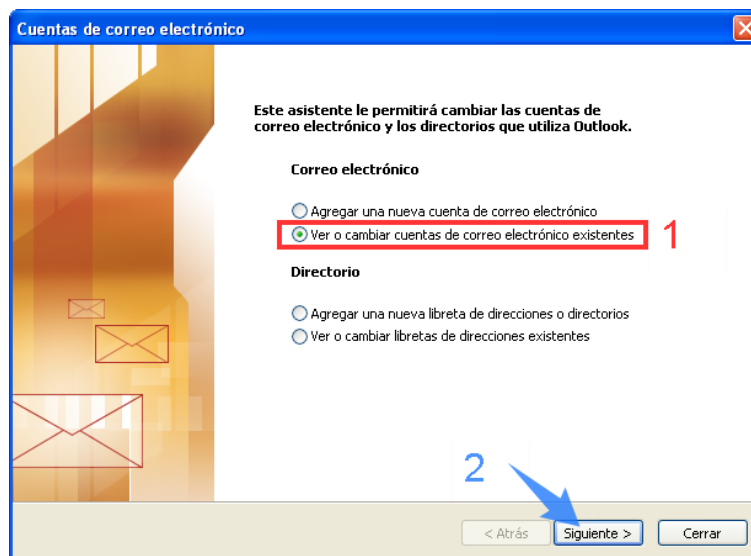 Cuentas de correo electrónico
Este asistente le permitirá cambiar las cuentas de
correo electrónico y los directorios que utiliza Outlook.
Correo electrónico
Agregar una nueva cuenta de correo electrónico
Ver o cambiar cuentas de correo electrónico existentes 1
Directorio
Agregar una nueva libreta de direcciones o directorios
Ver o cambiar libretas de direcciones existentes
2
< Atrás Siguiente > Cerrar